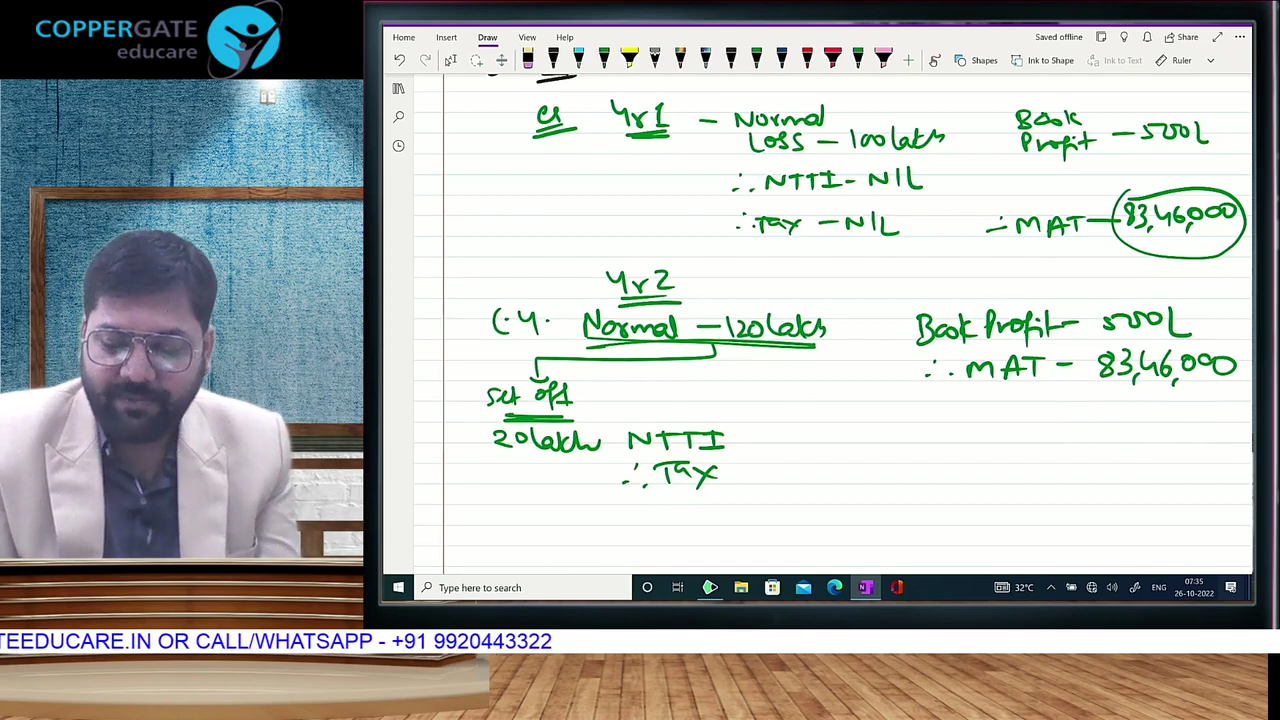 COPPERGATE
educare
Home Insert Draw View Help
Saved offline
Share
Shapes
Ink to Shape
Ink to Text
Ruler
Yr1 - Normal
Loss - 100 lakhs
Book
Profit - 500L
∴ NTTI - NIL
∴ Tax - NIL
∴ MAT - 83,46,000
Yr2
C.Y. Normal - 120 lakhs
Book Profit - 500L
∴ MAT - 83,46,000
Set off
20 lakhs NTTI
∴ Tax
Type here to search
32°C
ENG
07:35
26-10-2022
TEEDUCARE.IN OR CALL/WHATSAPP - +91 9920443322